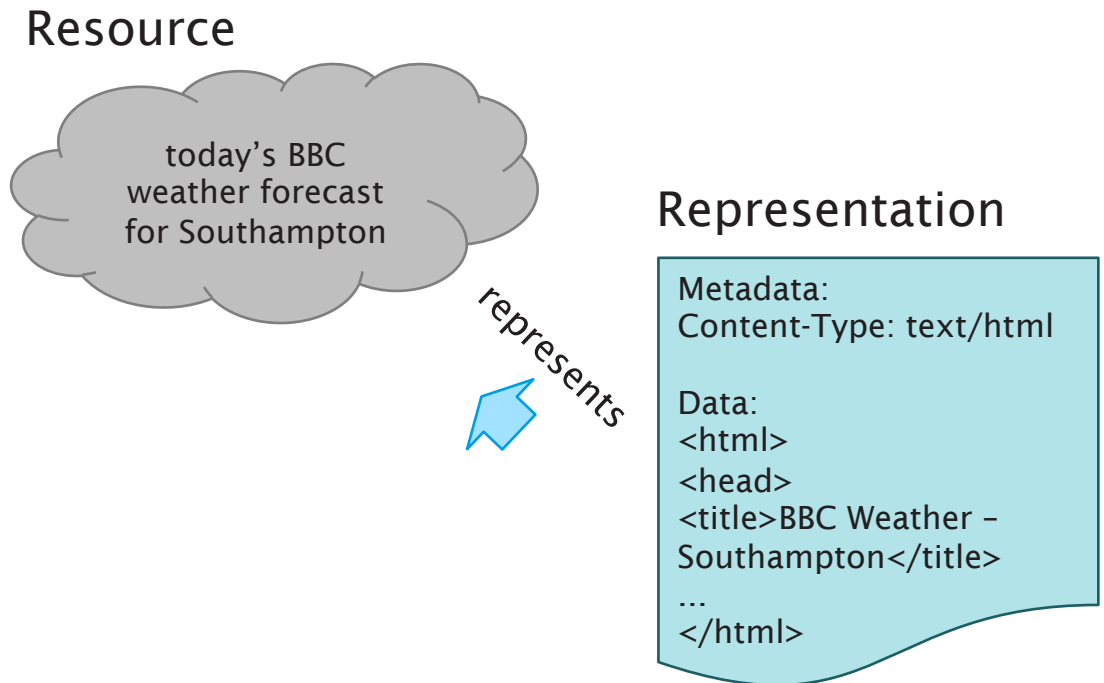 Resource
today’s BBC
weather forecast
for Southampton
Representation
represents
Metadata:
Content-Type: text/html
Data:
<html>
<head>
<title>BBC Weather –
Southampton</title>
...
</html>